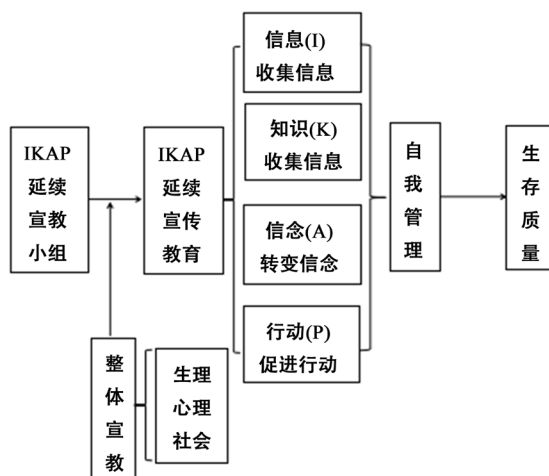 IKAP
延续
宣教
小组
IKAP
延续
宣传
教育
信息(I)
收集信息
知识(K)
收集信息
信念(A)
转变信念
行动(P)
促进行动
自
我
管
理
生
存
质
量
整
体
宣
教
生理
心理
社会